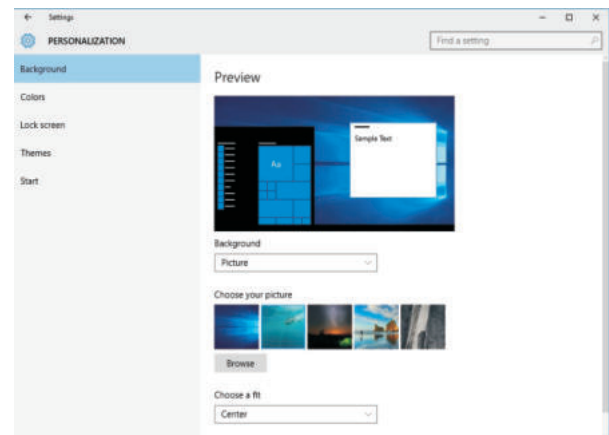 Settings
PERSONALIZATION
Find a setting
Background
Colors
Lock screen
Themes
Start
Preview
Sample Text
Aa
Background
Picture
Choose your picture
Browse
Choose a fit
Center